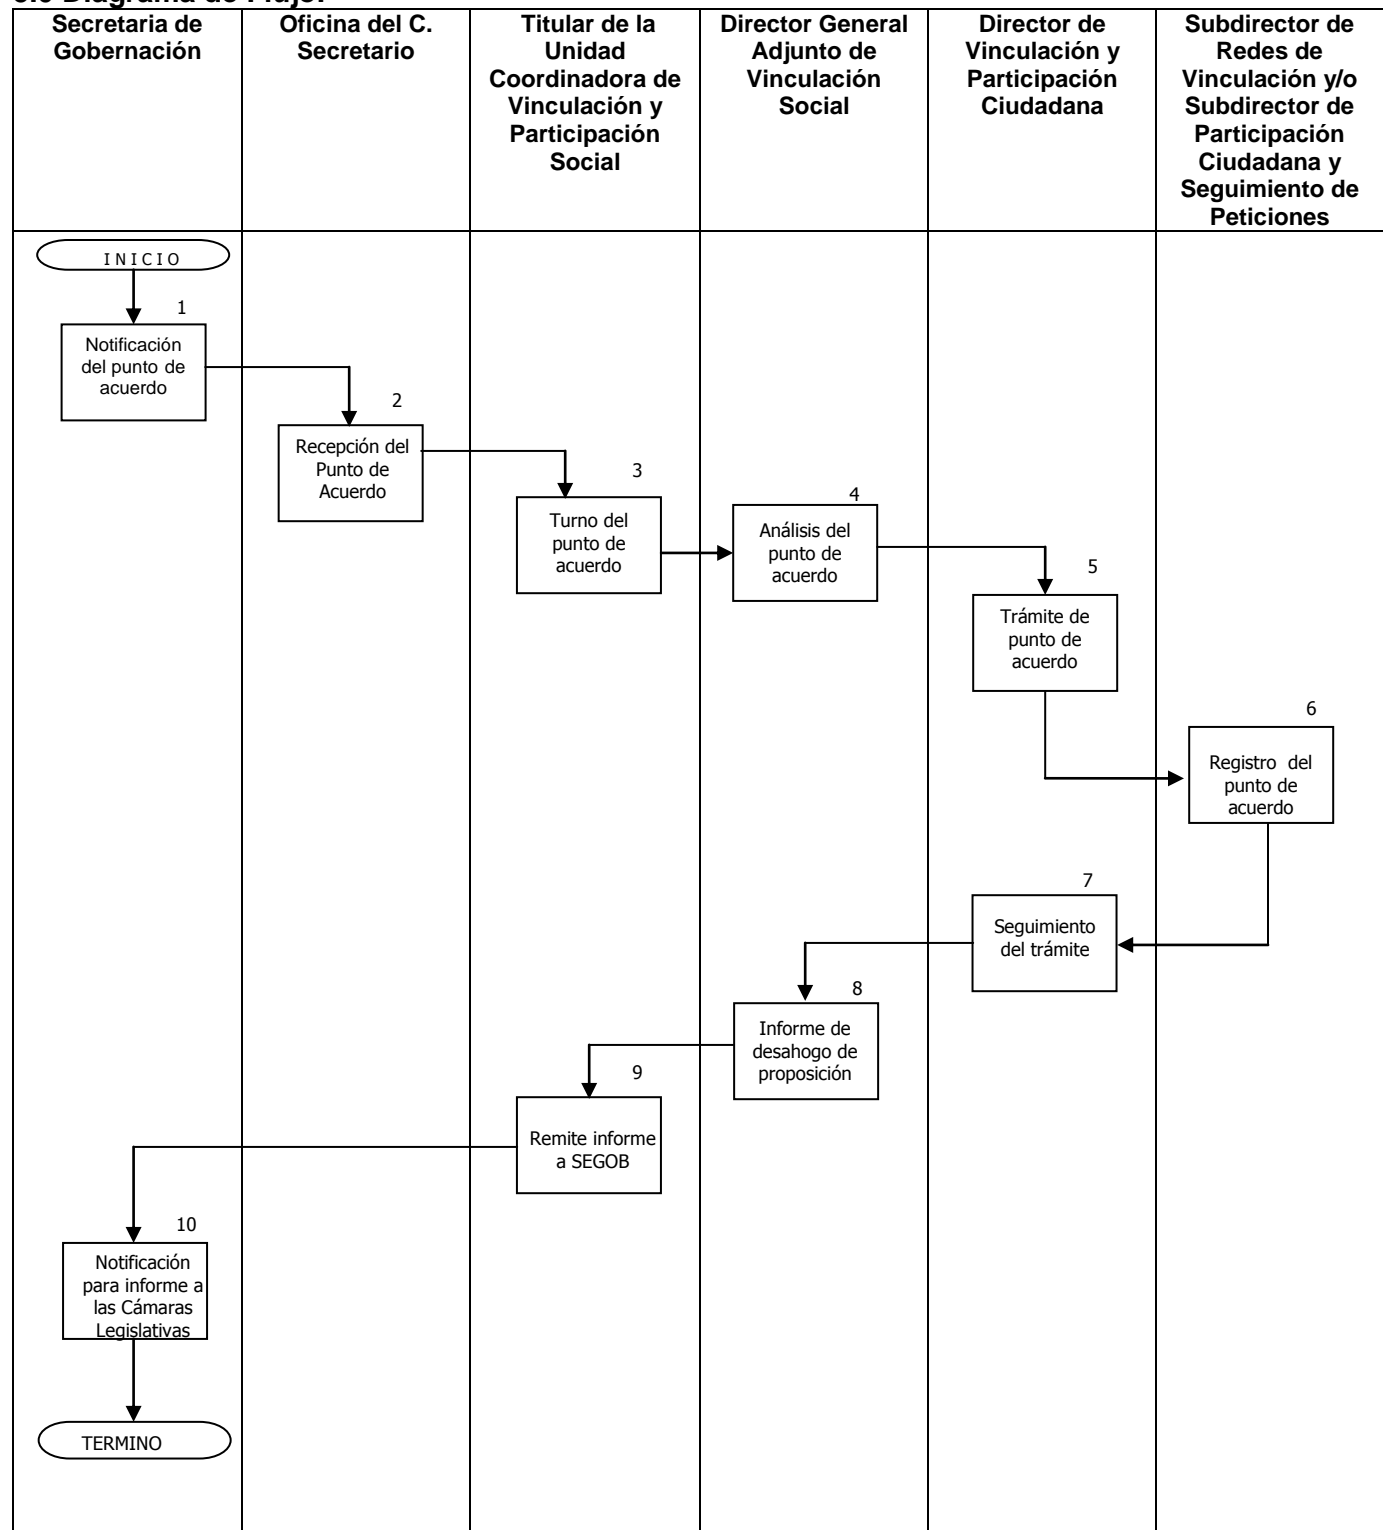 Diagrama de Flujo.
Secretaria de
Gobernación
Oficina del C.
Secretario
Titular de la
Unidad
Coordinadora de
Vinculación y
Participación
Social
Director General
Adjunto de
Vinculación
Social
Director de
Vinculación y
Participación
Ciudadana
Subdirector de
Redes de
Vinculación y/o
Subdirector de
Participación
Ciudadana y
Seguimiento de
Peticiones
INICIO
1
Notificación
del punto de
acuerdo
2
Recepción del
Punto de
Acuerdo
3
Turno del
punto de
acuerdo
4
Análisis del
punto de
acuerdo
5
Trámite de
punto de
acuerdo
6
Registro del
punto de
acuerdo
7
Seguimiento
del trámite
8
Informe de
desahogo de
proposición
9
Remite informe
a SEGOB
10
Notificación
para informe a
las Cámaras
Legislativas
TERMINO